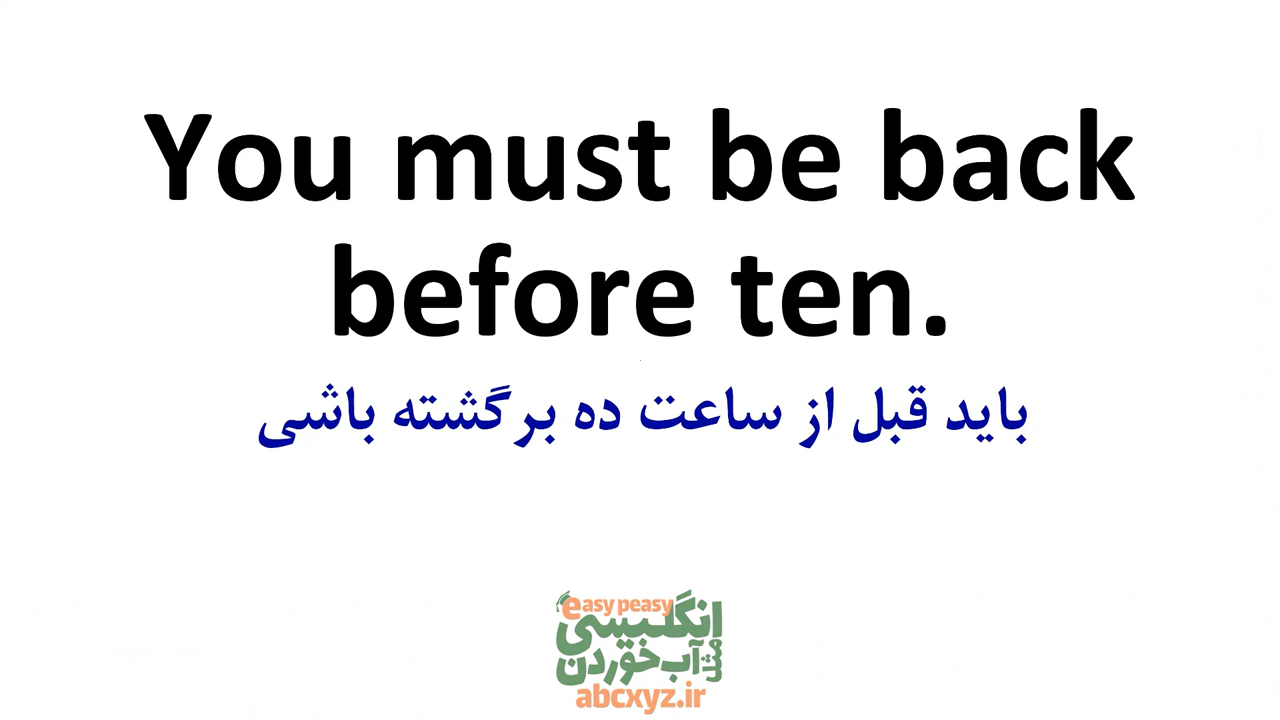 You must be back
before ten.
باید قبل از ساعت ده برگشته باشی
easy peasy
انگلیسی
مثل آب خوردن
abcxyz.ir